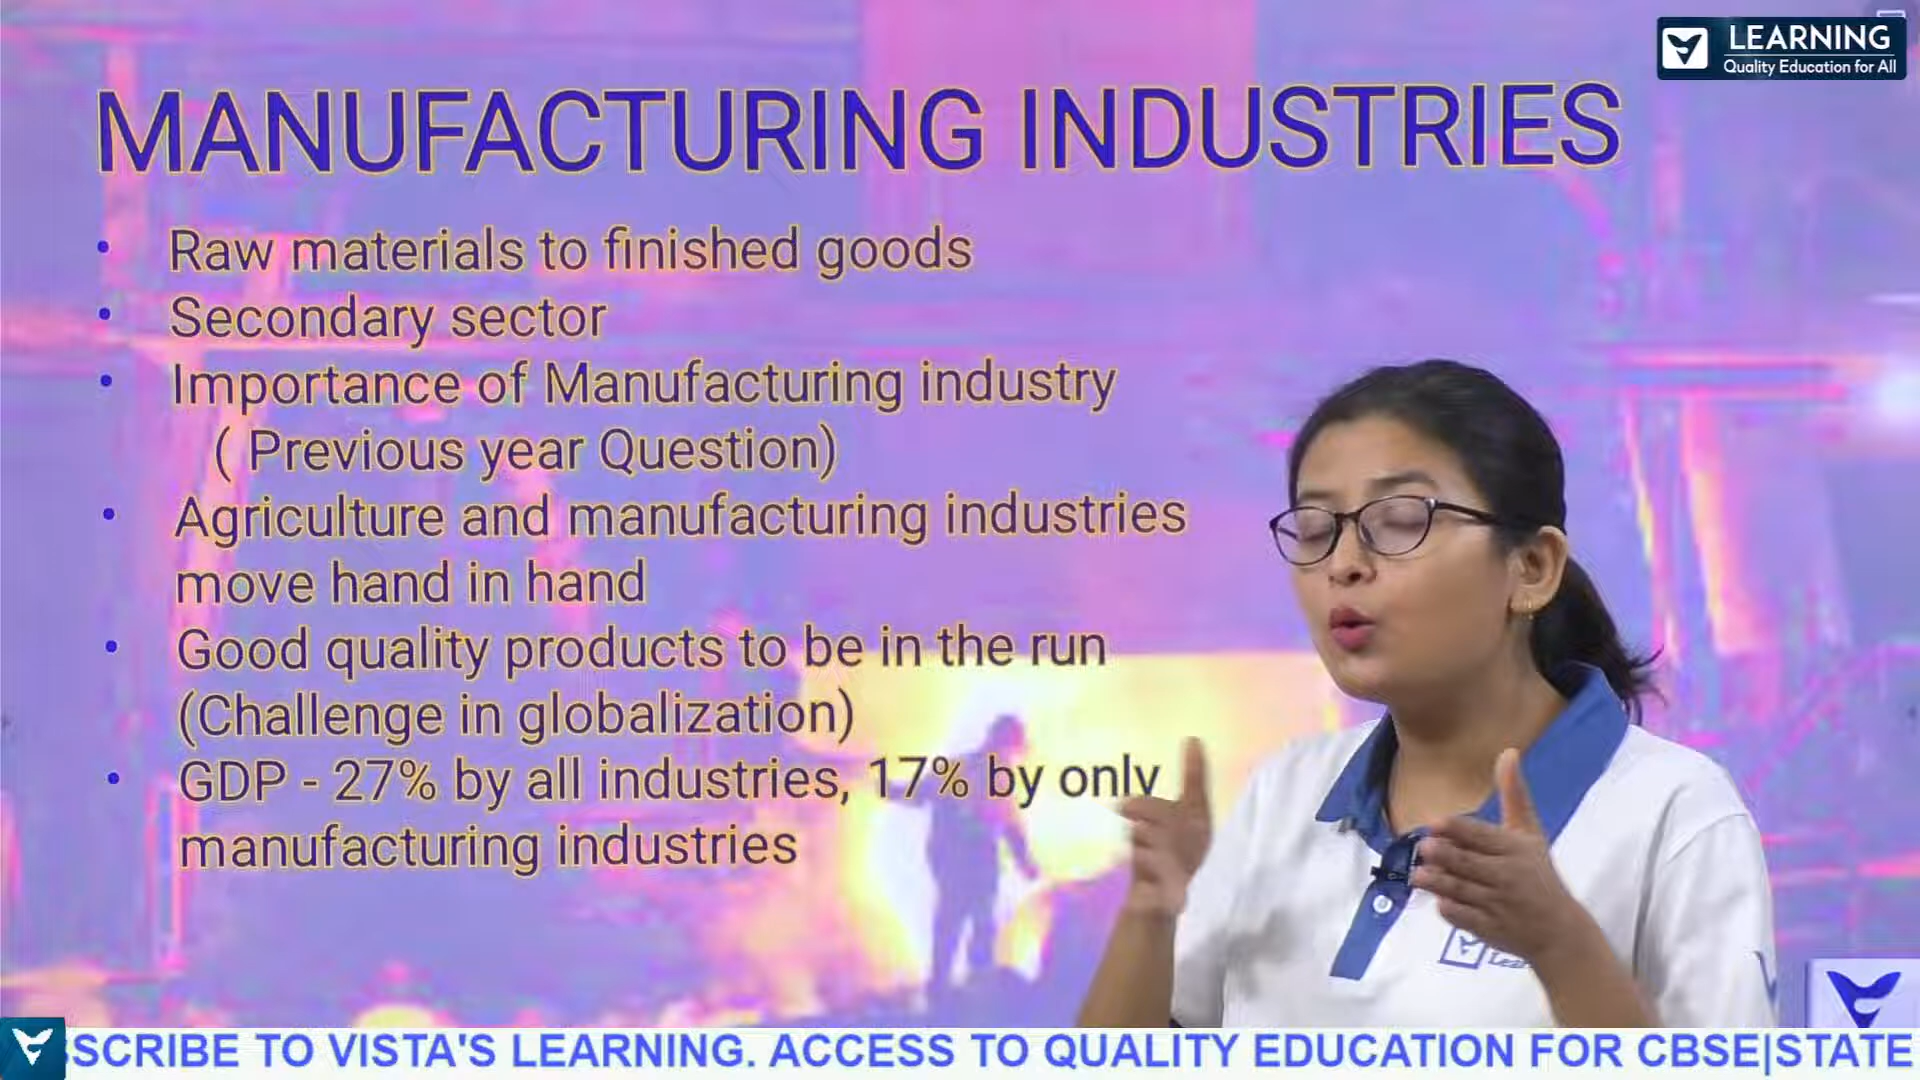 LEARNING
Quality Education for All
MANUFACTURING INDUSTRIES
• Raw materials to finished goods
• Secondary sector
• Importance of Manufacturing industry
( Previous year Question)
• Agriculture and manufacturing industries
move hand in hand
• Good quality products to be in the run
(Challenge in globalization)
• GDP - 27% by all industries, 17% by only
manufacturing industries
SCRIBE TO VISTA'S LEARNING. ACCESS TO QUALITY EDUCATION FOR CBSE|STATE